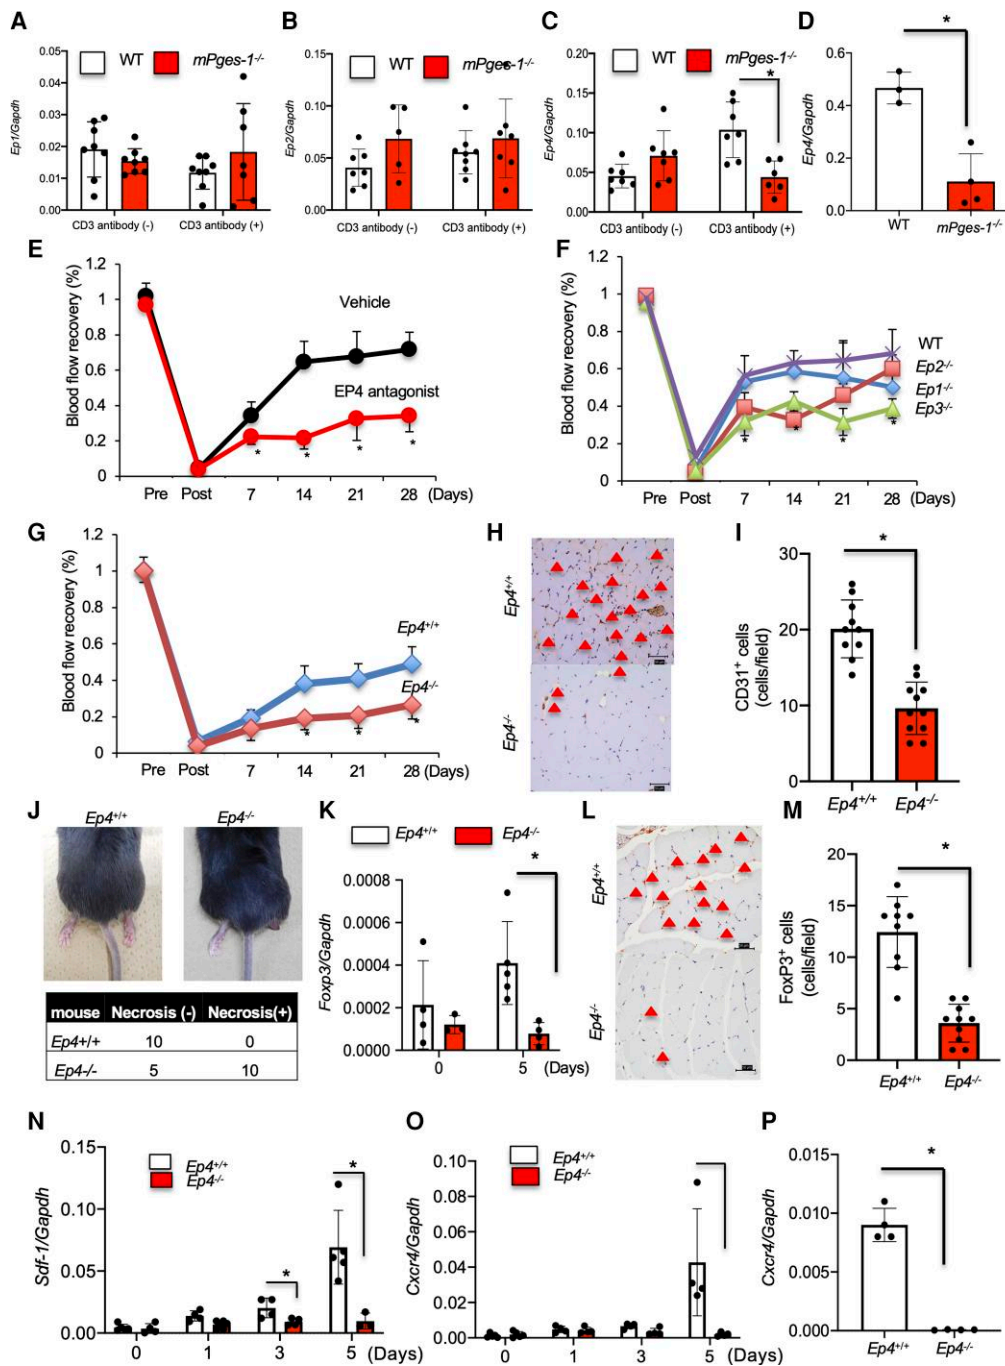 A
WT mPges-1-/-
Ep1/Gapdh
0.05
0.04
0.03
0.02
0.01
0.00
CD3 antibody (-) CD3 antibody (+)
B
WT mPges-1-/-
Ep2/Gapdh
0.15
0.10
0.05
0.00
CD3 antibody (-) CD3 antibody (+)
C
WT mPges-1-/-
*
Ep4/Gapdh
0.20
0.15
0.10
0.05
0.00
CD3 antibody (-) CD3 antibody (+)
D
*
Ep4/Gapdh
0.6
0.4
0.2
0.0
WT mPges-1-/-
E
Blood flow recovery (%)
1.2
1
0.8
0.6
0.4
0.2
0
Vehicle
EP4 antagonist
* * * *
Pre Post 7 14 21 28 (Days)
F
Blood flow recovery (%)
1.2
1
0.8
0.6
0.4
0.2
0
WT
Ep2-/-
Ep1-/-
Ep3-/-
* * * *
Pre Post 7 14 21 28 (Days)
G
Blood flow recovery (%)
1.2
1
0.8
0.6
0.4
0.2
0
Ep4+/+
Ep4-/-
* * *
Pre Post 7 14 21 28 (Days)
H
Ep4+/+
Ep4-/-
I
*
CD31+ cells
(cells/field)
30
20
10
0
Ep4+/+ Ep4-/-
J
Ep4+/+ Ep4-/-
mouse Necrosis (-) Necrosis(+)
Ep4+/+ 10 0
Ep4-/- 5 10
K
Ep4+/+ Ep4-/-
*
Foxp3/Gapdh
0.0008
0.0006
0.0004
0.0002
0.0000
0 5 (Days)
L
Ep4+/+
Ep4-/-
M
*
FoxP3+ cells
(cells/field)
20
15
10
5
0
Ep4+/+ Ep4-/-
N
Ep4+/+
Ep4-/-
* *
Sdf-1/Gapdh
0.15
0.10
0.05
0.00
0 1 3 5 (Days)
O
Ep4+/+
Ep4-/-
*
Cxcr4/Gapdh
0.10
0.08
0.06
0.04
0.02
0.00
0 1 3 5 (Days)
P
*
Cxcr4/Gapdh
0.015
0.010
0.005
0.000
Ep4+/+ Ep4-/-